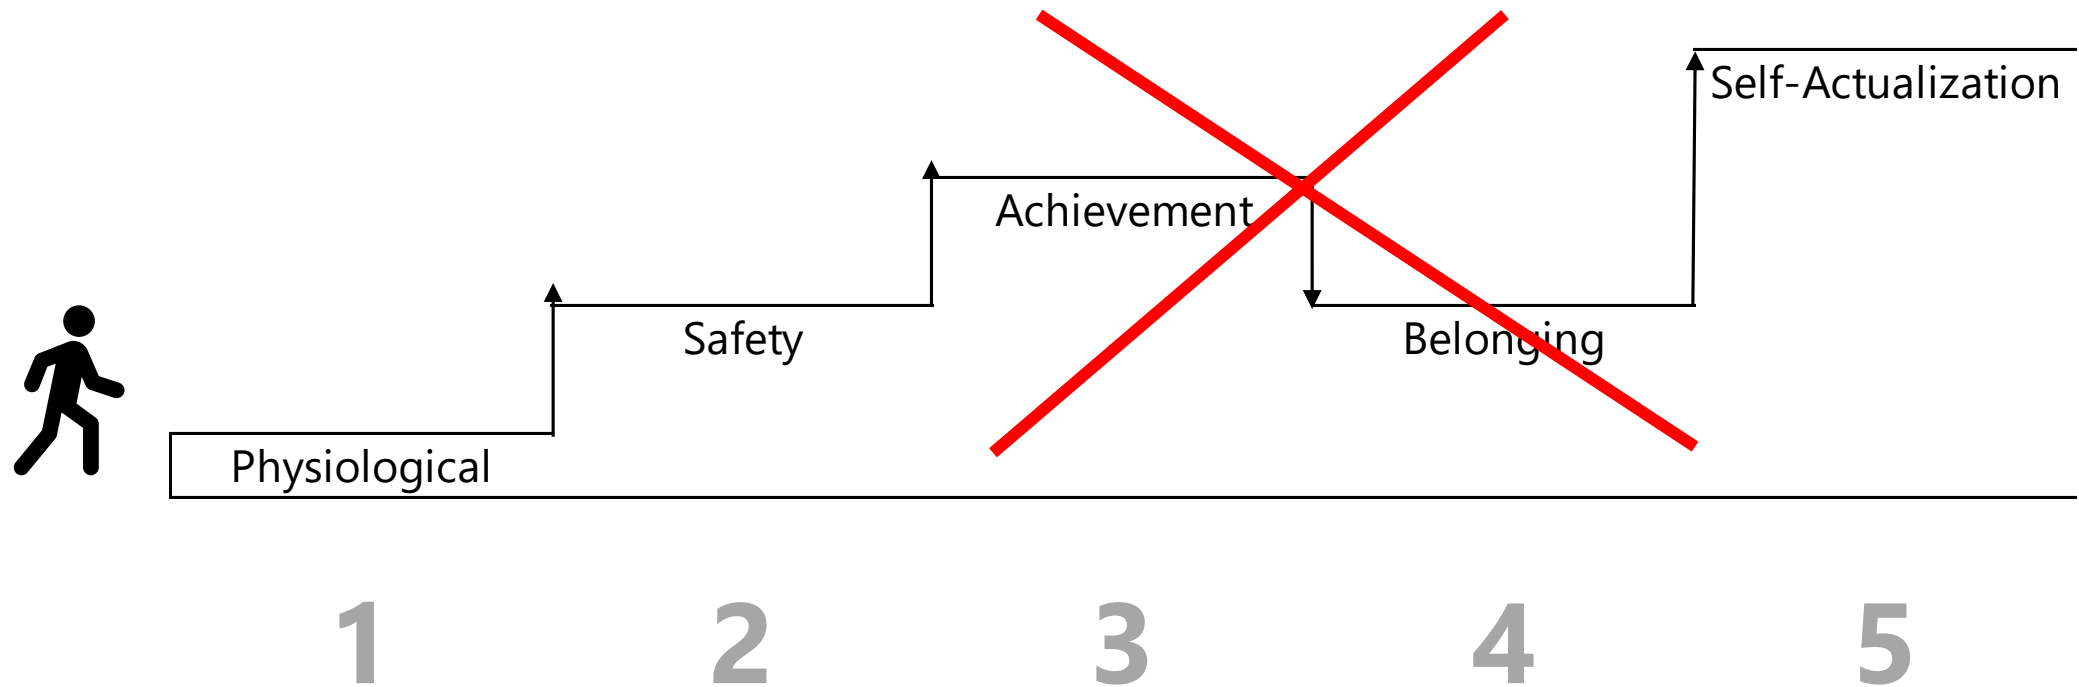 Self-Actualization
Achievement
Safety
Belonging
Physiological
1 2 3 4 5